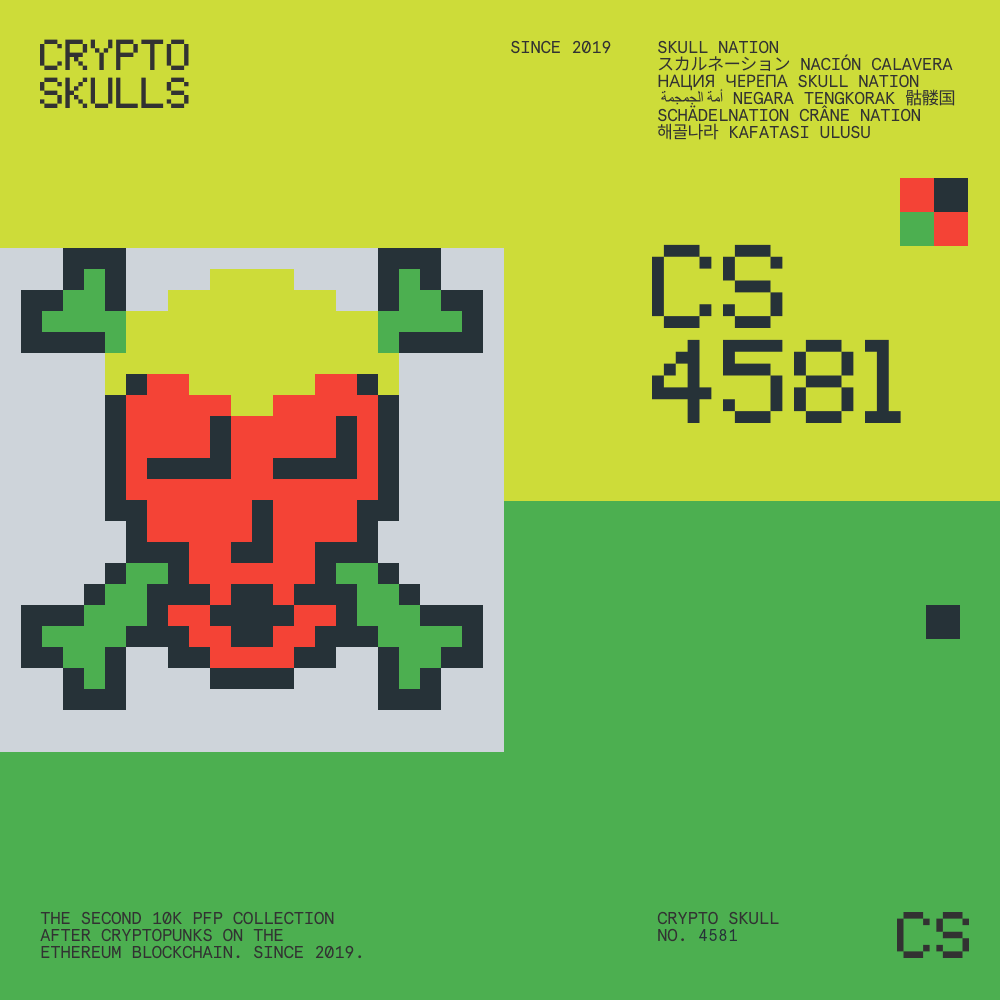 CRYPTO
SKULLS
SINCE 2019
SKULL NATION
スカルネーション NACIÓN CALAVERA
НАЦИЯ ЧЕРЕПА SKULL NATION
أمة الجمجمة NEGARA TENGKORAK 骷髅国
SCHÄDELNATION CRÂNE NATION
해골나라 KAFATASI ULUSU
CS
4581
THE SECOND 10K PFP COLLECTION
AFTER CRYPTOPUNKS ON THE
ETHEREUM BLOCKCHAIN. SINCE 2019.
CRYPTO SKULL
NO. 4581
CS